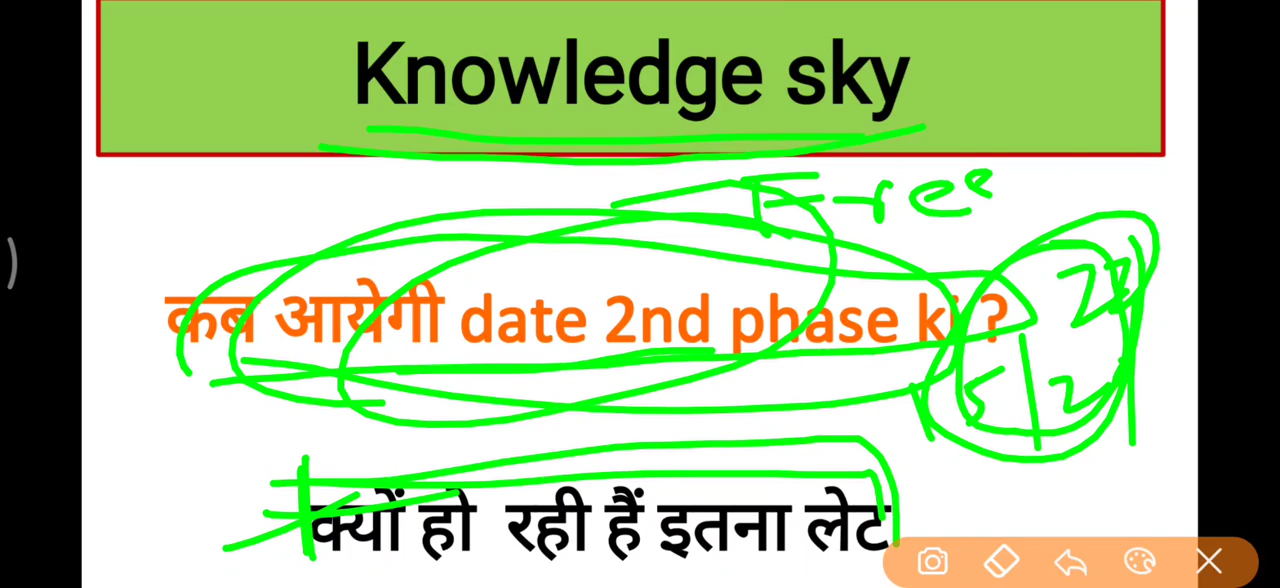 Knowledge sky
Free
कब आयेगी date 2nd phase ki ?
क्यों हो रही हैं इतना लेट